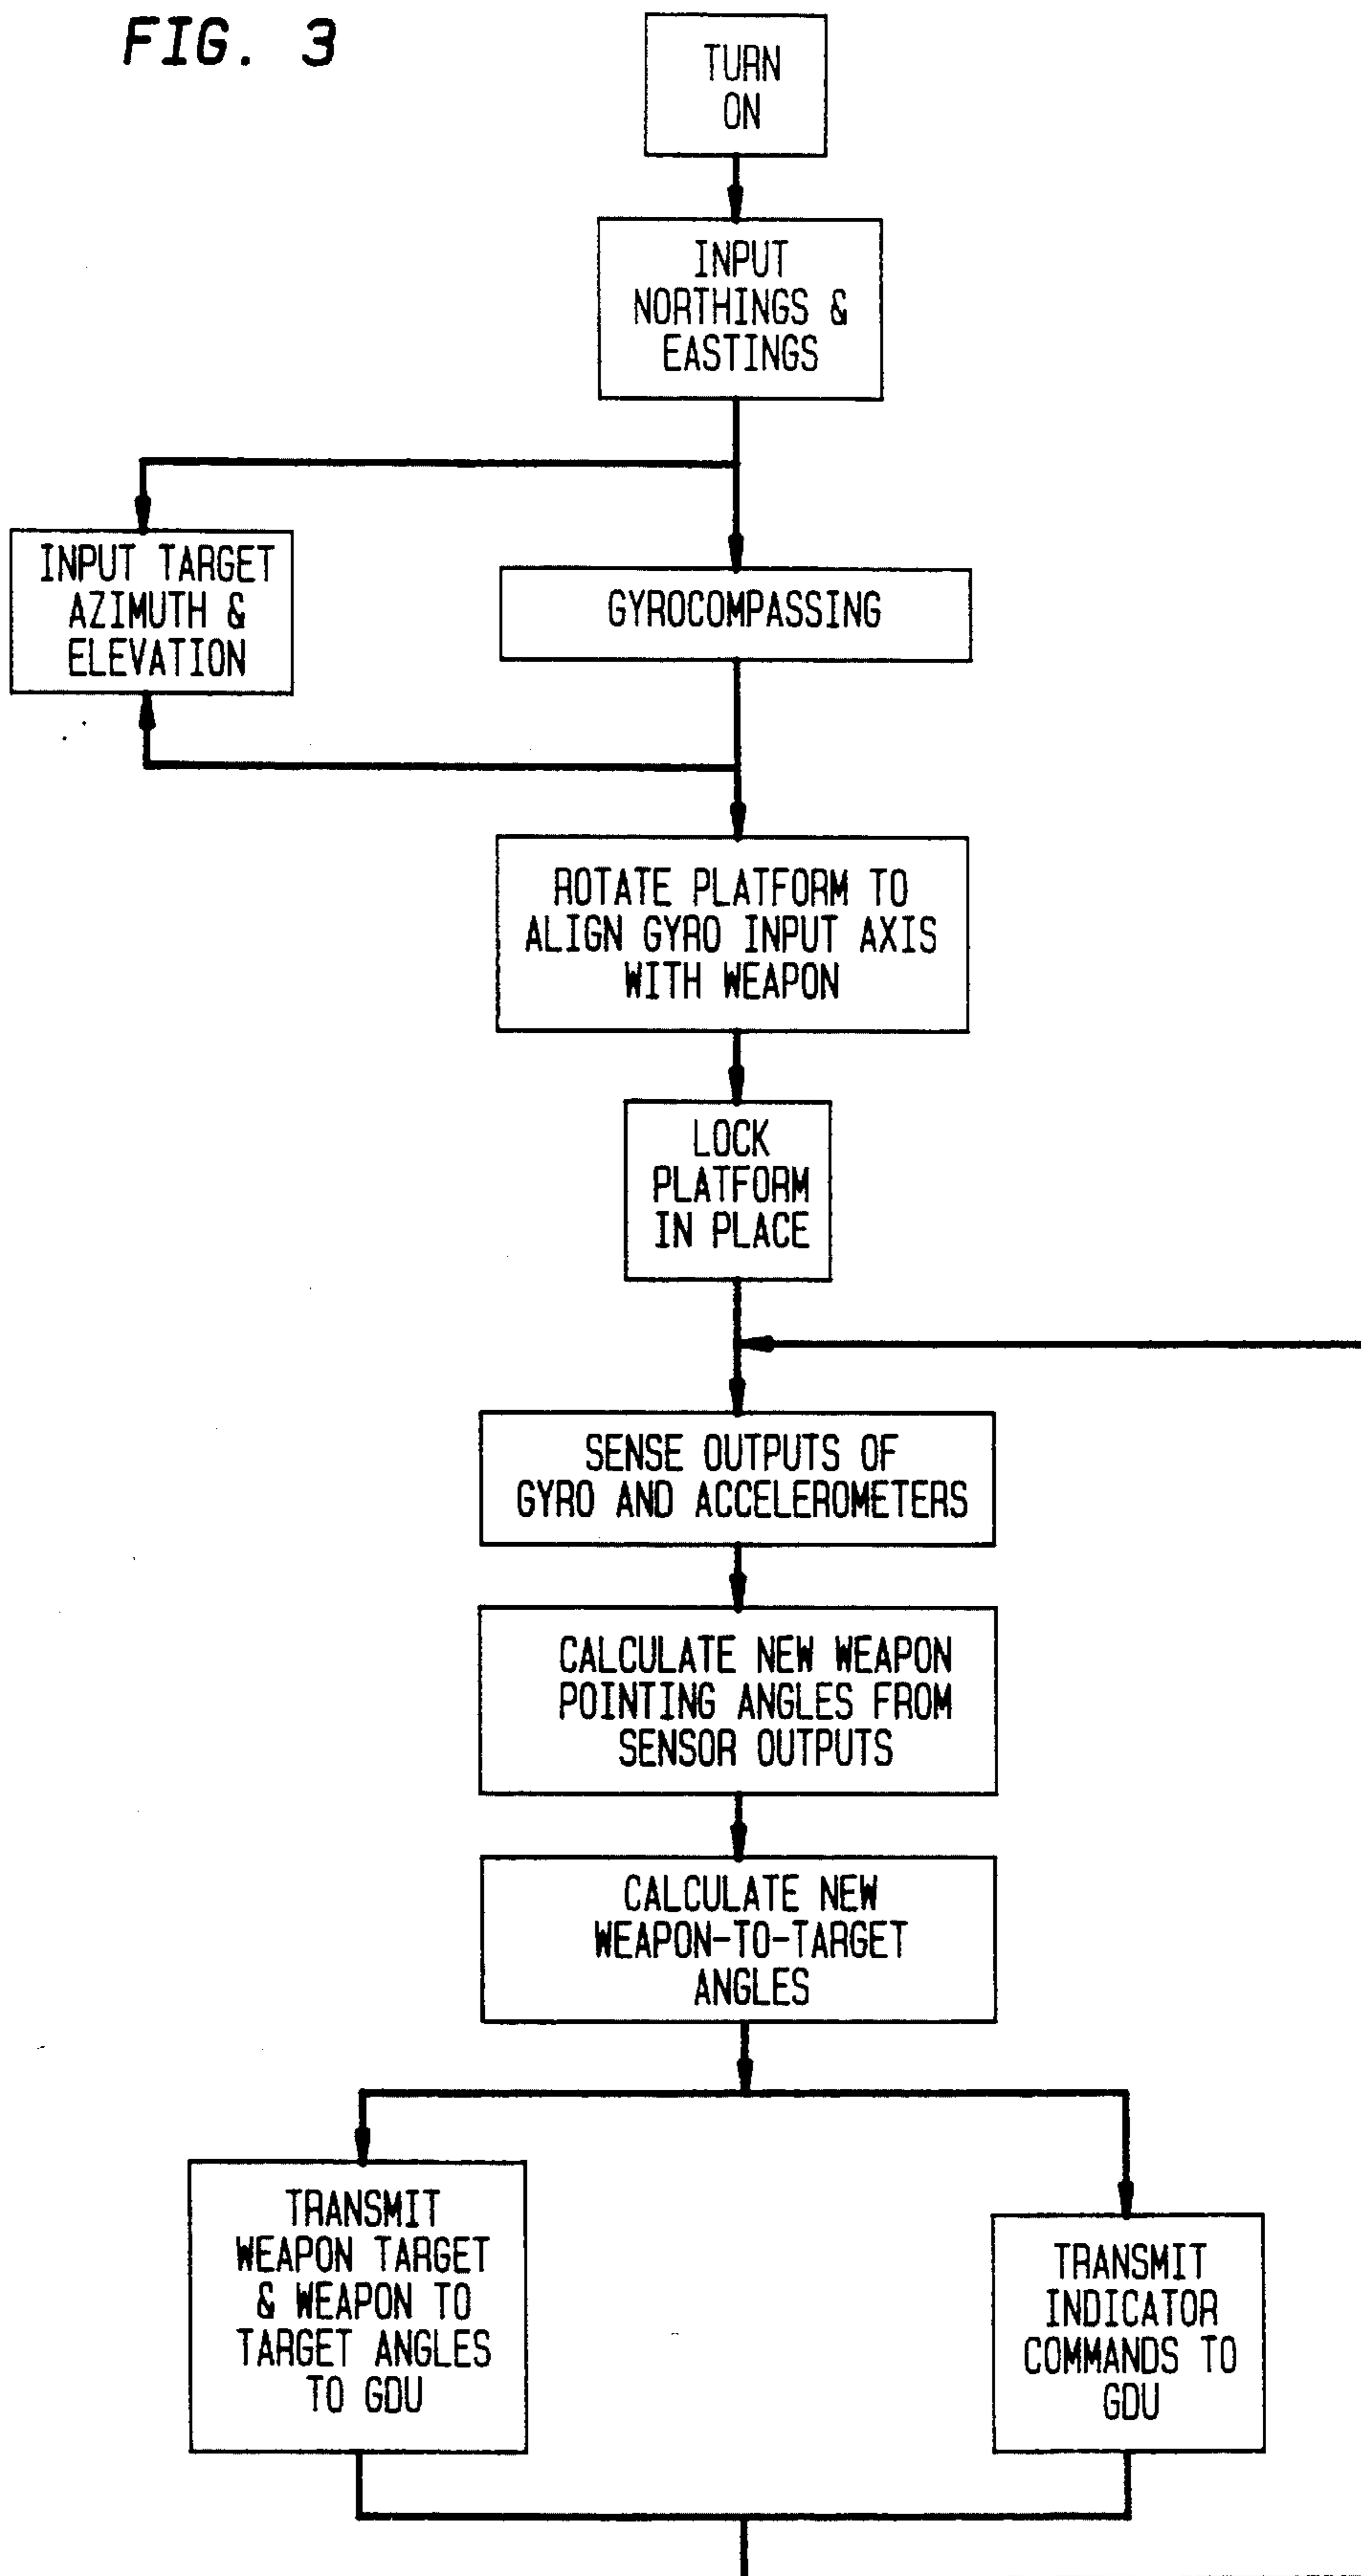 FIG. 3
TURN
ON
INPUT
NORTHINGS &
EASTINGS
INPUT TARGET
AZIMUTH &
ELEVATION
GYROCOMPASSING
ROTATE PLATFORM TO
ALIGN GYRO INPUT AXIS
WITH WEAPON
LOCK
PLATFORM
IN PLACE
SENSE OUTPUTS OF
GYRO AND ACCELEROMETERS
CALCULATE NEW WEAPON
POINTING ANGLES FROM
SENSOR OUTPUTS
CALCULATE NEW
WEAPON-TO-TARGET
ANGLES
TRANSMIT
WEAPON TARGET
& WEAPON TO
TARGET ANGLES
TO GDU
TRANSMIT
INDICATOR
COMMANDS TO
GDU